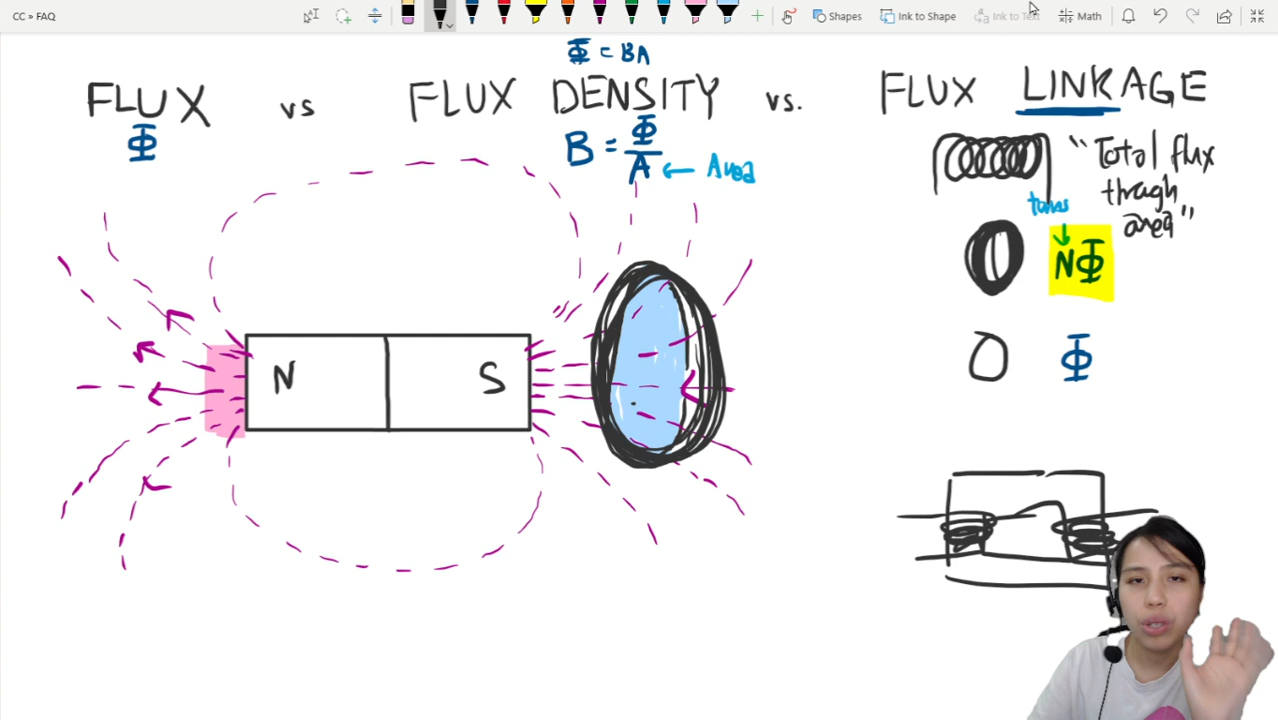 CC » FAQ
Shapes
Ink to Shape
Ink to Text
Math
Φ = BA
FLUX vs FLUX DENSITY vs. FLUX LINKAGE
Φ
B = Φ/A ← Area
"Total flux
through
area"
turns
NΦ
Φ
N S